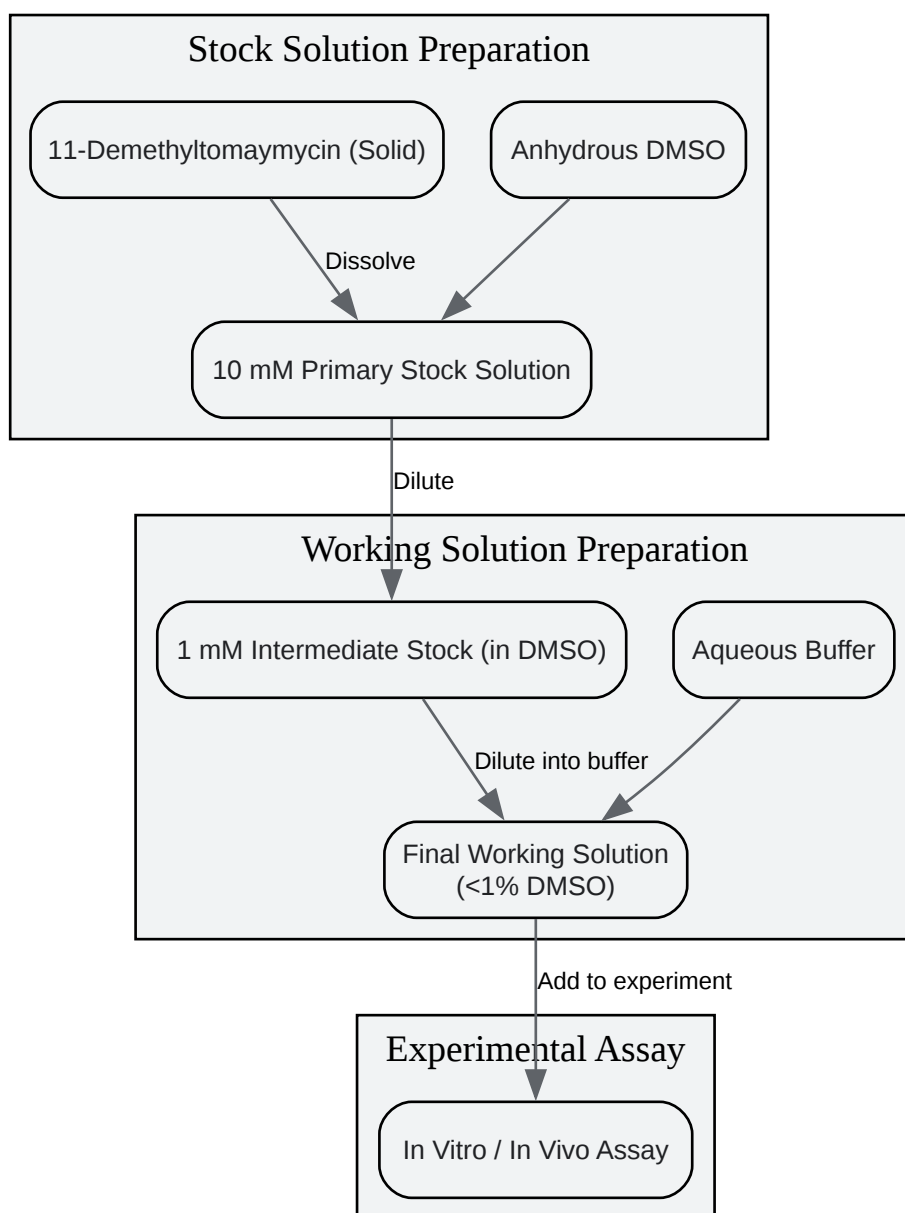 Stock Solution Preparation
11-Demethyltomaymycin (Solid)
Anhydrous DMSO
Dissolve
10 mM Primary Stock Solution
Dilute
Working Solution Preparation
1 mM Intermediate Stock (in DMSO)
Aqueous Buffer
Dilute into buffer
Final Working Solution
(<1% DMSO)
Add to experiment
Experimental Assay
In Vitro / In Vivo Assay